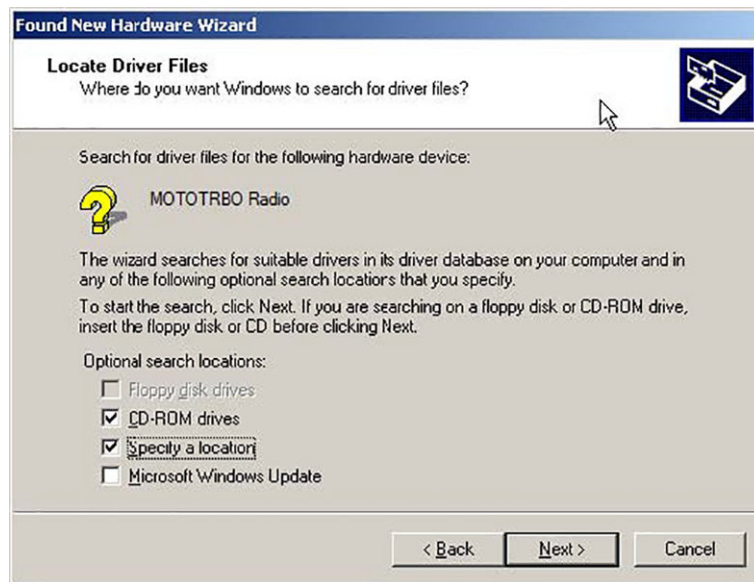 Found New Hardware Wizard
Locate Driver Files
Where do you want Windows to search for driver files?
Search for driver files for the following hardware device:
MOTOTRBO Radio
The wizard searches for suitable drivers in its driver database on your computer and in
any of the following optional search locations that you specify.
To start the search, click Next. If you are searching on a floppy disk or CD-ROM drive,
insert the floppy disk or CD before clicking Next.
Optional search locations:
Floppy disk drives
CD-ROM drives
Specify a location
Microsoft Windows Update
< Back Next > Cancel